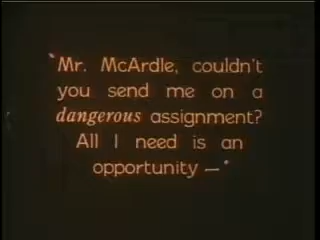 "Mr. McArdle, couldn't
you send me on a
dangerous assignment?
All I need is an
opportunity —"